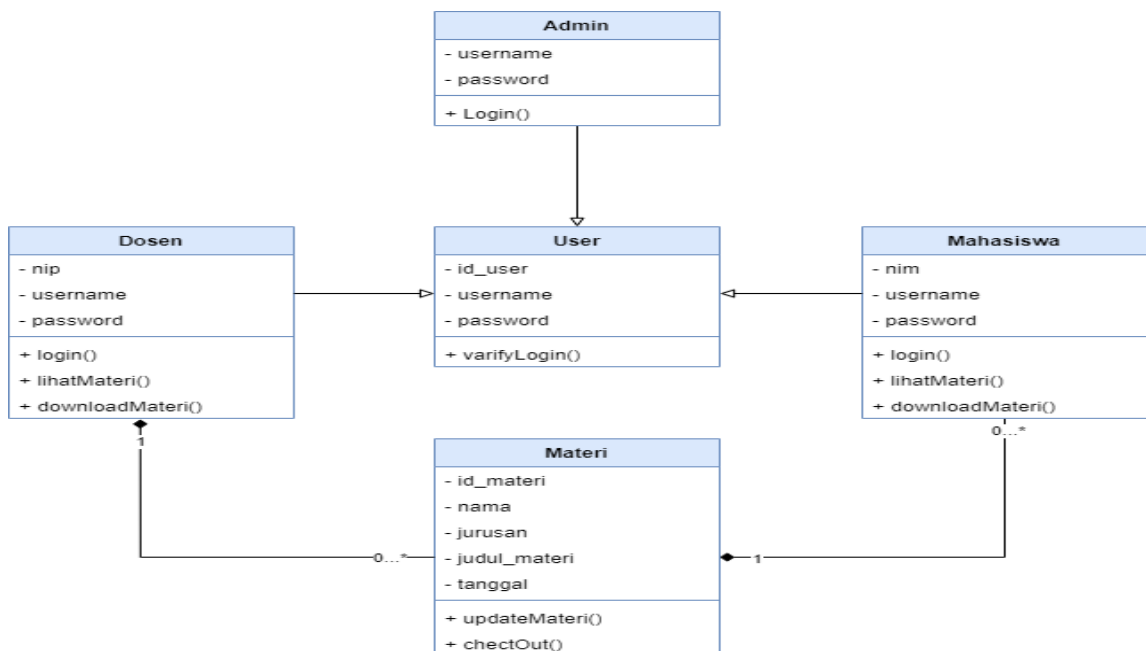 Admin
- username
- password
+ Login()
Dosen
- nip
- username
- password
+ login()
+ lihatMateri()
+ downloadMateri()
User
- id_user
- username
- password
+ varifyLogin()
Mahasiswa
- nim
- username
- password
+ login()
+ lihatMateri()
+ downloadMateri()
1
0...*
0...*
1
Materi
- id_materi
- nama
- jurusan
- judul_materi
- tanggal
+ updateMateri()
+ chectOut()